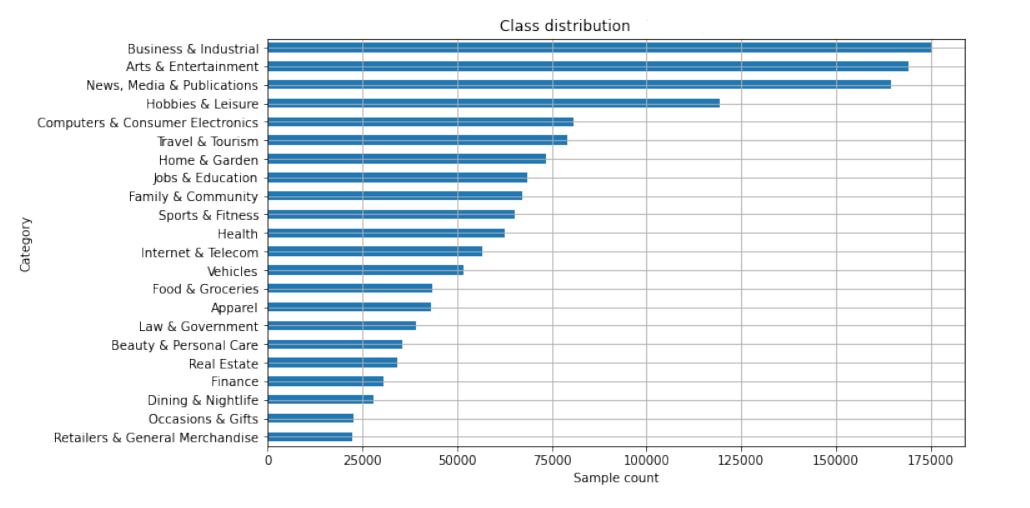 Class distribution
Business & Industrial
Arts & Entertainment
News, Media & Publications
Hobbies & Leisure
Computers & Consumer Electronics
Travel & Tourism
Home & Garden
Jobs & Education
Family & Community
Sports & Fitness
Health
Internet & Telecom
Vehicles
Food & Groceries
Apparel
Law & Government
Beauty & Personal Care
Real Estate
Finance
Dining & Nightlife
Occasions & Gifts
Retailers & General Merchandise
Category
0 25000 50000 75000 100000 125000 150000 175000
Sample count